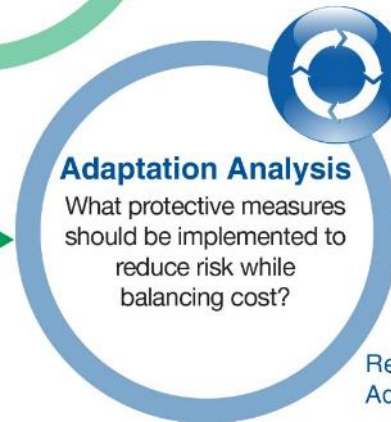 Adaptation Analysis
What protective measures
should be implemented to
reduce risk while
balancing cost?